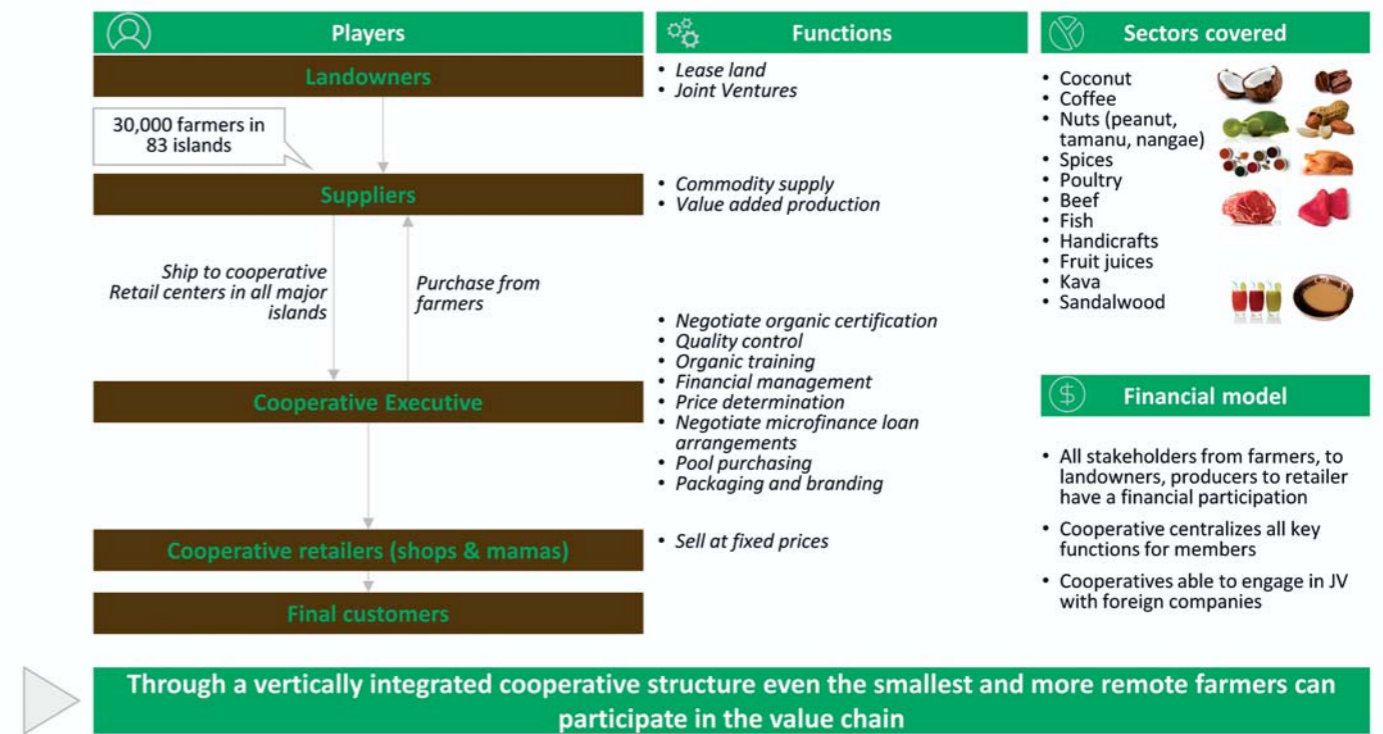 Players
Landowners
30,000 farmers in
83 islands
Suppliers
Ship to cooperative
Retail centers in all major
islands
Purchase from
farmers
Cooperative Executive
Cooperative retailers (shops & mamas)
Final customers
Functions
• Lease land
• Joint Ventures
• Commodity supply
• Value added production
• Negotiate organic certification
• Quality control
• Organic training
• Financial management
• Price determination
• Negotiate microfinance loan
arrangements
• Pool purchasing
• Packaging and branding
• Sell at fixed prices
Sectors covered
• Coconut
• Coffee
• Nuts (peanut,
tamanu, nangae)
• Spices
• Poultry
• Beef
• Fish
• Handicrafts
• Fruit juices
• Kava
• Sandalwood
$
Financial model
• All stakeholders from farmers, to
landowners, producers to retailer
have a financial participation
• Cooperative centralizes all key
functions for members
• Cooperatives able to engage in JV
with foreign companies
Through a vertically integrated cooperative structure even the smallest and more remote farmers can
participate in the value chain